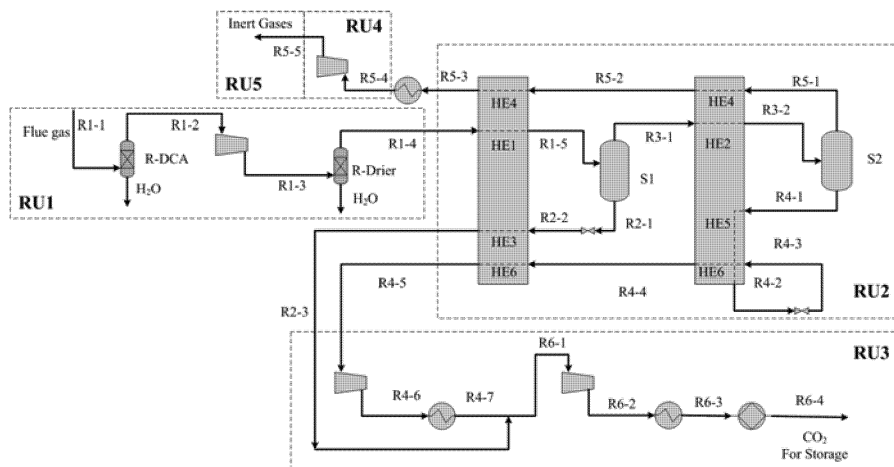 Inert Gases
RU4
R5-5
RU5
R5-4
R5-3
R5-2
R5-1
HE4
HE4
R1-1
R1-2
R1-4
R1-5
R3-1
R3-2
Flue gas
HE1
HE2
R-DCA
R-Drier
S1
S2
R1-3
H2O
H2O
RU1
R4-1
R2-2
R2-1
HE5
HE3
R4-3
HE6
HE6
R4-2
R4-5
R4-4
RU2
R2-3
RU3
R6-1
R4-6
R4-7
R6-2
R6-3
R6-4
CO2
For Storage